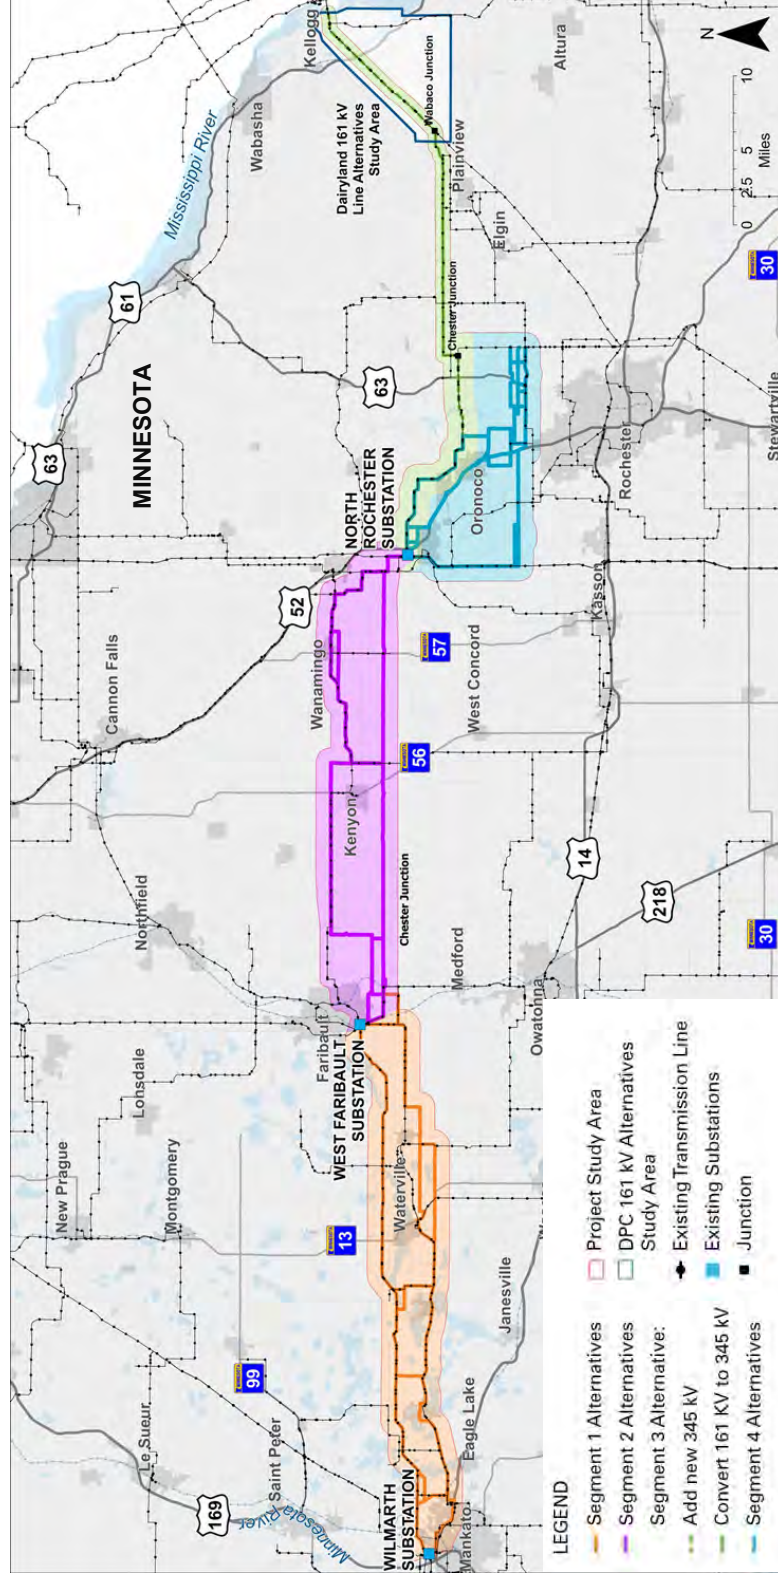 Kellogg
Wabasha
Mississippi River
Dairyland 161 kV
Line Alternatives
Study Area
Wabaco Junction
Plainview
Elgin
Altura
N
0 2.5 5 10
Miles
61
63
MINNESOTA
63
Chester Junction
NORTH
ROCHESTER
SUBSTATION
Oronoco
Rochester
Stewartville
MINNESOTA
30
52
Cannon Falls
Wanamingo
MINNESOTA
57
West Concord
Kasson
MINNESOTA
56
Kenyon
Chester Junction
14
218
MINNESOTA
30
Northfield
Medford
Owatonna
Faribault
WEST FARIBAULT
SUBSTATION
Lonsdale
New Prague
Montgomery
MINNESOTA
13
Waterville
Janesville
MINNESOTA
99
Le Sueur
Saint Peter
169
Minnesota River
Eagle Lake
WILMARTH
SUBSTATION
Mankato
LEGEND
Segment 1 Alternatives
Segment 2 Alternatives
Segment 3 Alternative:
Add new 345 kV
Convert 161 KV to 345 kV
Segment 4 Alternatives
Project Study Area
DPC 161 kV Alternatives
Study Area
Existing Transmission Line
Existing Substations
Junction